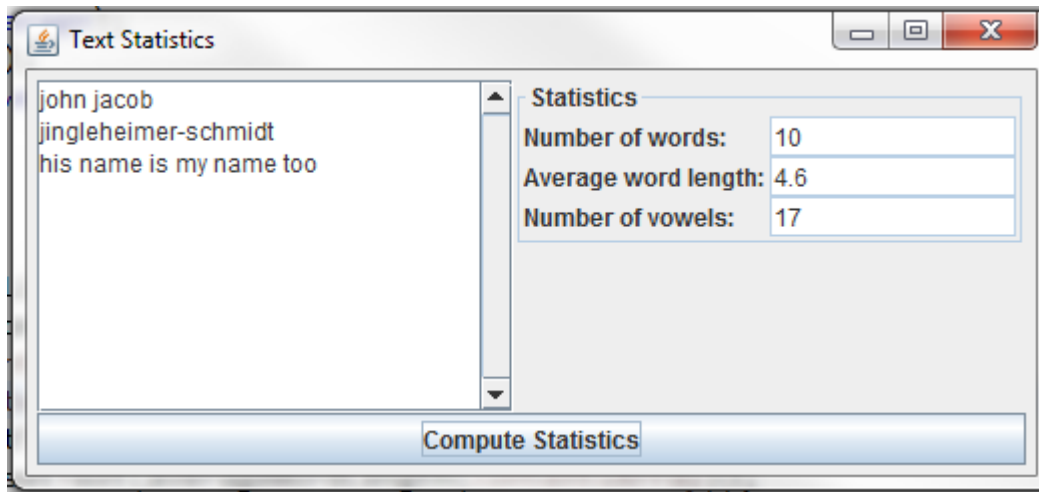 Text Statistics
john jacob
jingleheimer-schmidt
his name is my name too
Statistics
Number of words: 10
Average word length: 4.6
Number of vowels: 17
Compute Statistics